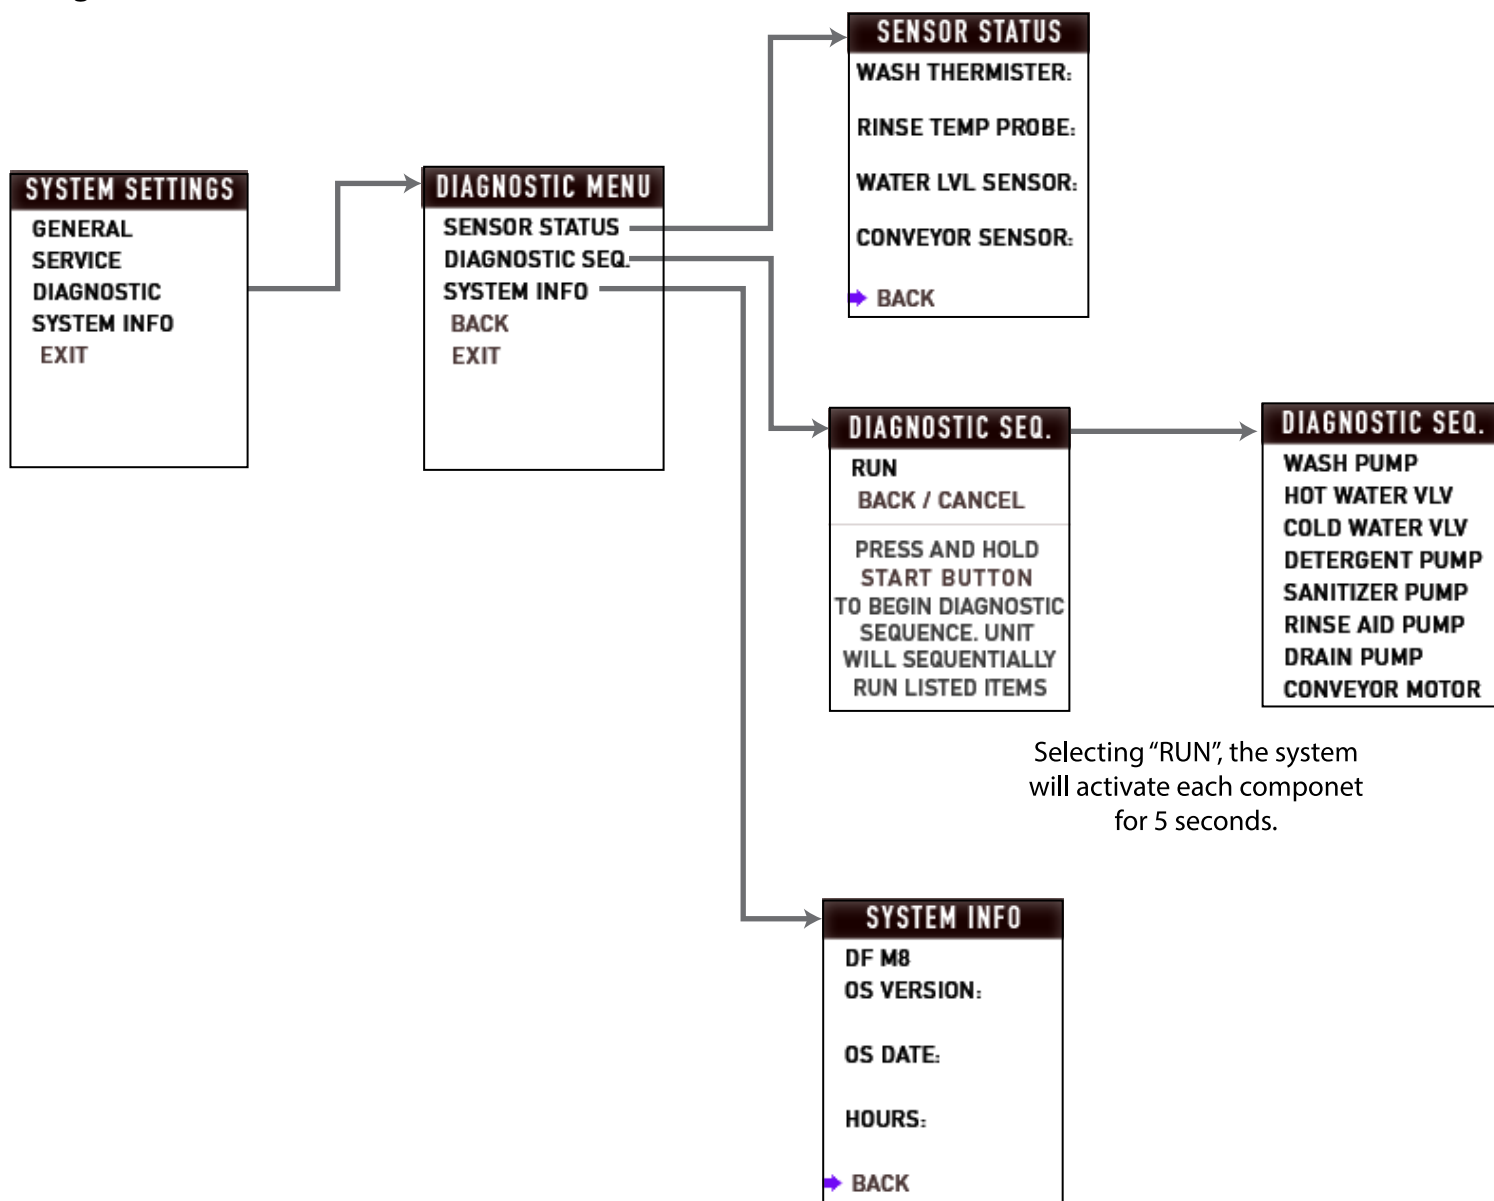 SYSTEM SETTINGS
GENERAL
SERVICE
DIAGNOSTIC
SYSTEM INFO
EXIT
DIAGNOSTIC MENU
SENSOR STATUS
DIAGNOSTIC SEQ.
SYSTEM INFO
BACK
EXIT
SENSOR STATUS
WASH THERMISTER:
RINSE TEMP PROBE:
WATER LVL SENSOR:
CONVEYOR SENSOR:
BACK
DIAGNOSTIC SEQ.
RUN
BACK / CANCEL
PRESS AND HOLD
START BUTTON
TO BEGIN DIAGNOSTIC
SEQUENCE. UNIT
WILL SEQUENTIALLY
RUN LISTED ITEMS
DIAGNOSTIC SEQ.
WASH PUMP
HOT WATER VLV
COLD WATER VLV
DETERGENT PUMP
SANITIZER PUMP
RINSE AID PUMP
DRAIN PUMP
CONVEYOR MOTOR
Selecting “RUN”, the system
will activate each componet
for 5 seconds.
SYSTEM INFO
DF M8
OS VERSION:
OS DATE:
HOURS:
BACK